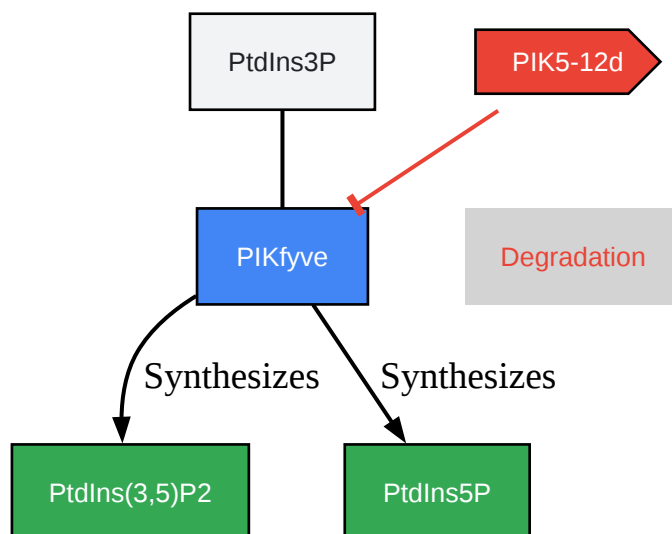 PtdIns3P
PIK5-12d
PIKfyve
Degradation
Synthesizes
Synthesizes
PtdIns(3,5)P2
PtdIns5P